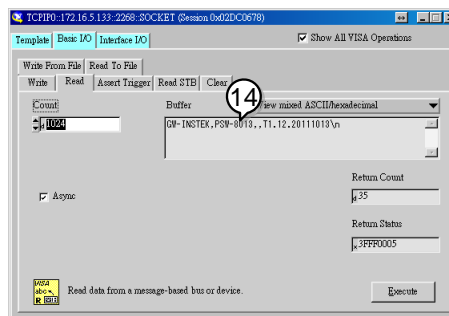 TCPIP0::172.16.5.133::2268::SOCKET (Session 0x02DC0678)
Template Basic I/O Interface I/O Show All VISA Operations
Write From File Read To File
Write Read Assert Trigger Read STB Clear
14
Count Buffer iew mixed ASCII/hexadecimal
1024
GW-INSTEK,PSW-8013,,T1.12.20111013\n
Return Count
d 35
Async
Return Status
x 3FFF0005
VISA
abc
R
Read data from a message-based bus or device.
Execute